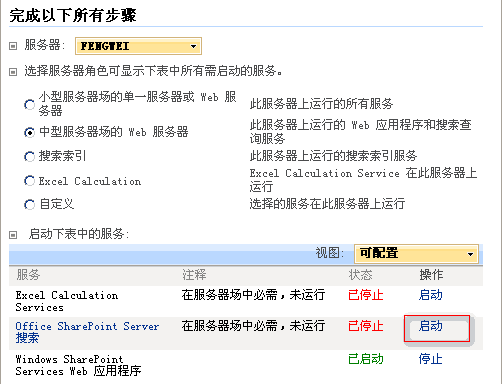 完成以下所有步骤
服务器: FENGWEI
选择服务器角色可显示下表中所有需启动的服务。
小型服务器场的单一服务器或 Web 服务器 此服务器上运行的所有服务
中型服务器场的 Web 服务器 此服务器上运行的 Web 应用程序和搜索查询服务
搜索索引 此服务器上运行的搜索索引服务
Excel Calculation Excel Calculation Service 在此服务器上运行
自定义 选择的服务在此服务器上运行
启动下表中的服务:
视图: 可配置
服务 注释 状态 操作
Excel Calculation Services 在服务器场中必需，未运行 已停止 启动
Office SharePoint Server 搜索 在服务器场中必需，未运行 已停止 启动
Windows SharePoint Services Web 应用程序 已启动 停止